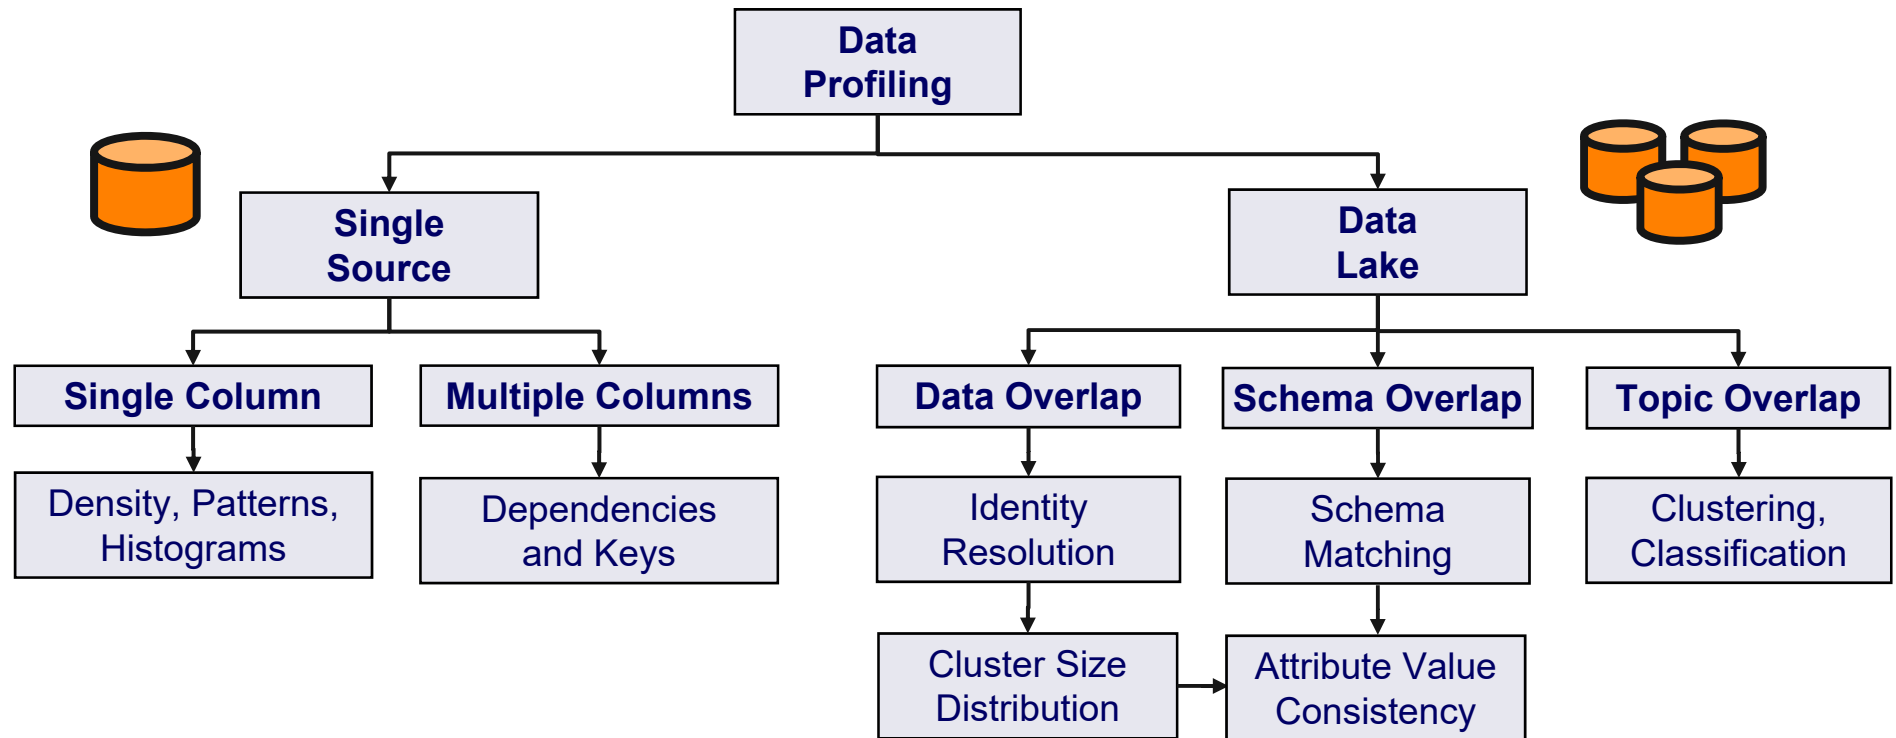 Data
Profiling
Single
Source
Data
Lake
Single Column
Multiple Columns
Data Overlap
Schema Overlap
Topic Overlap
Density, Patterns,
Histograms
Dependencies
and Keys
Identity
Resolution
Schema
Matching
Clustering,
Classification
Cluster Size
Distribution
Attribute Value
Consistency